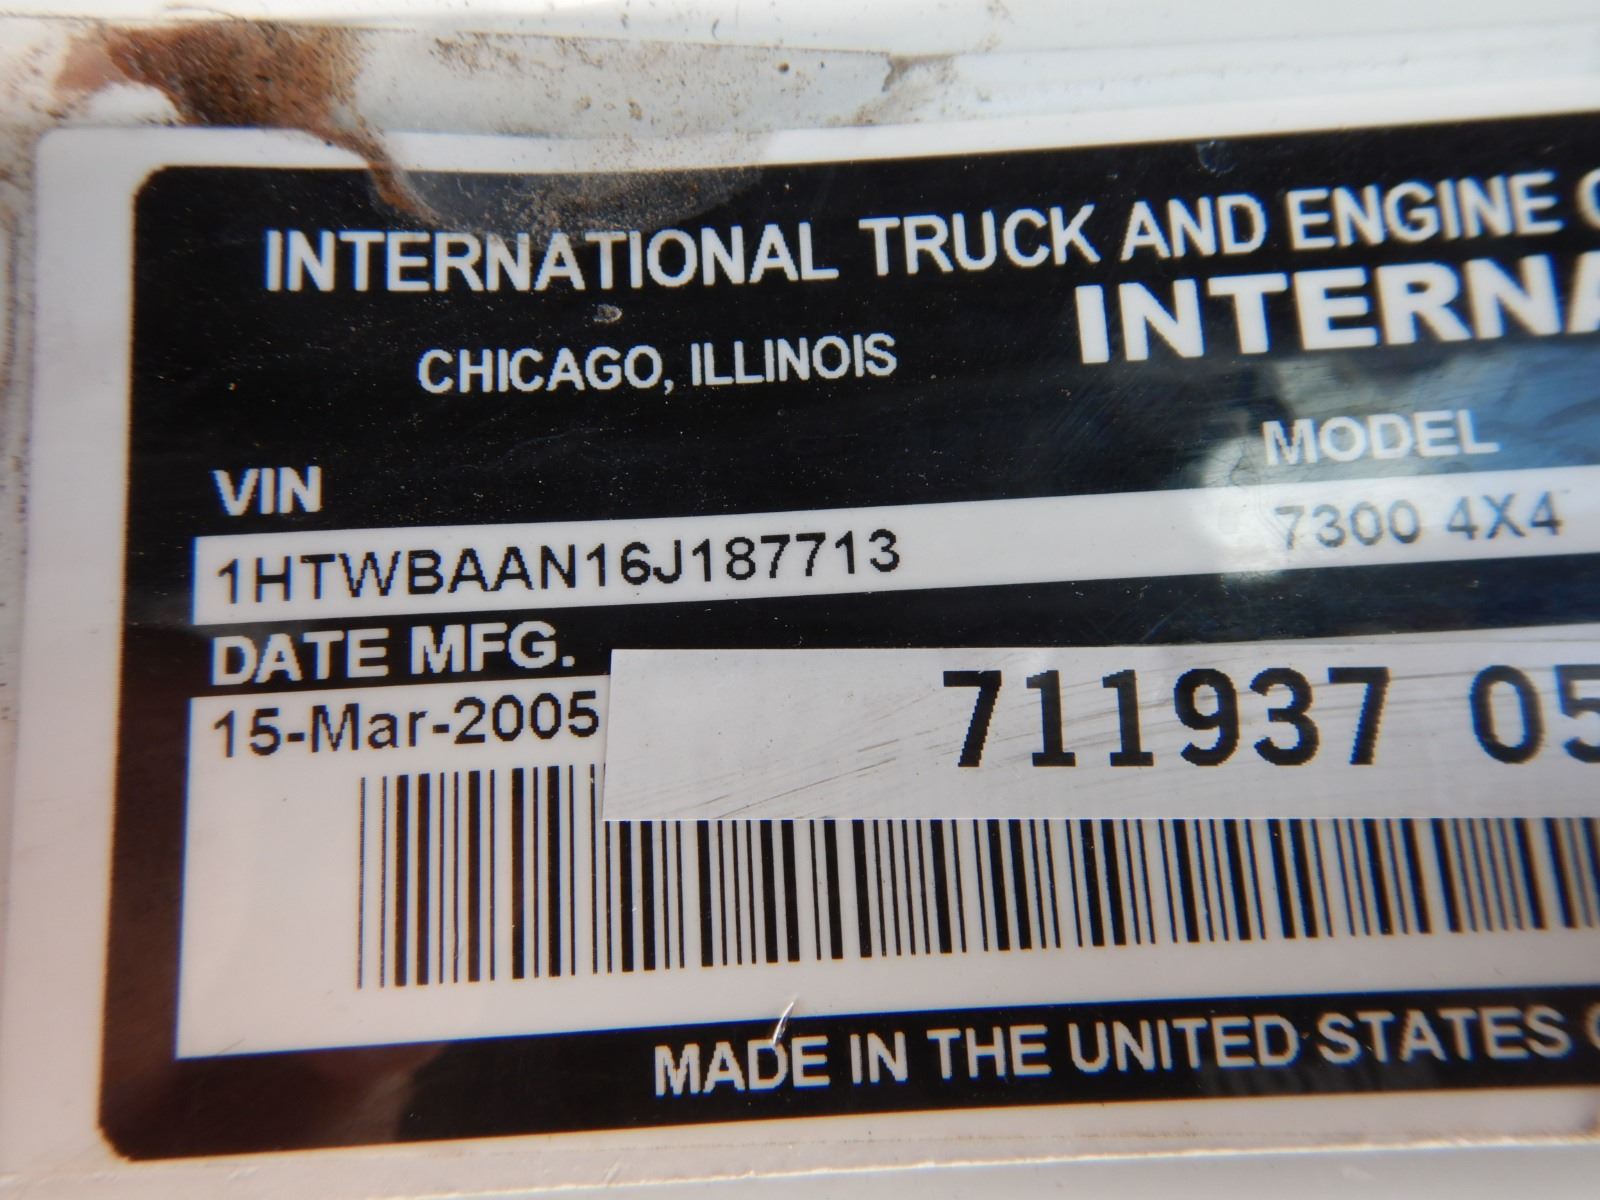 INTERNATIONAL TRUCK AND ENGINE
CHICAGO, ILLINOIS
MODEL
VIN
7300 4X4
1HTWBAAN16J187713
DATE MFG.
15-Mar-2005
711937 05
MADE IN THE UNITED STATES